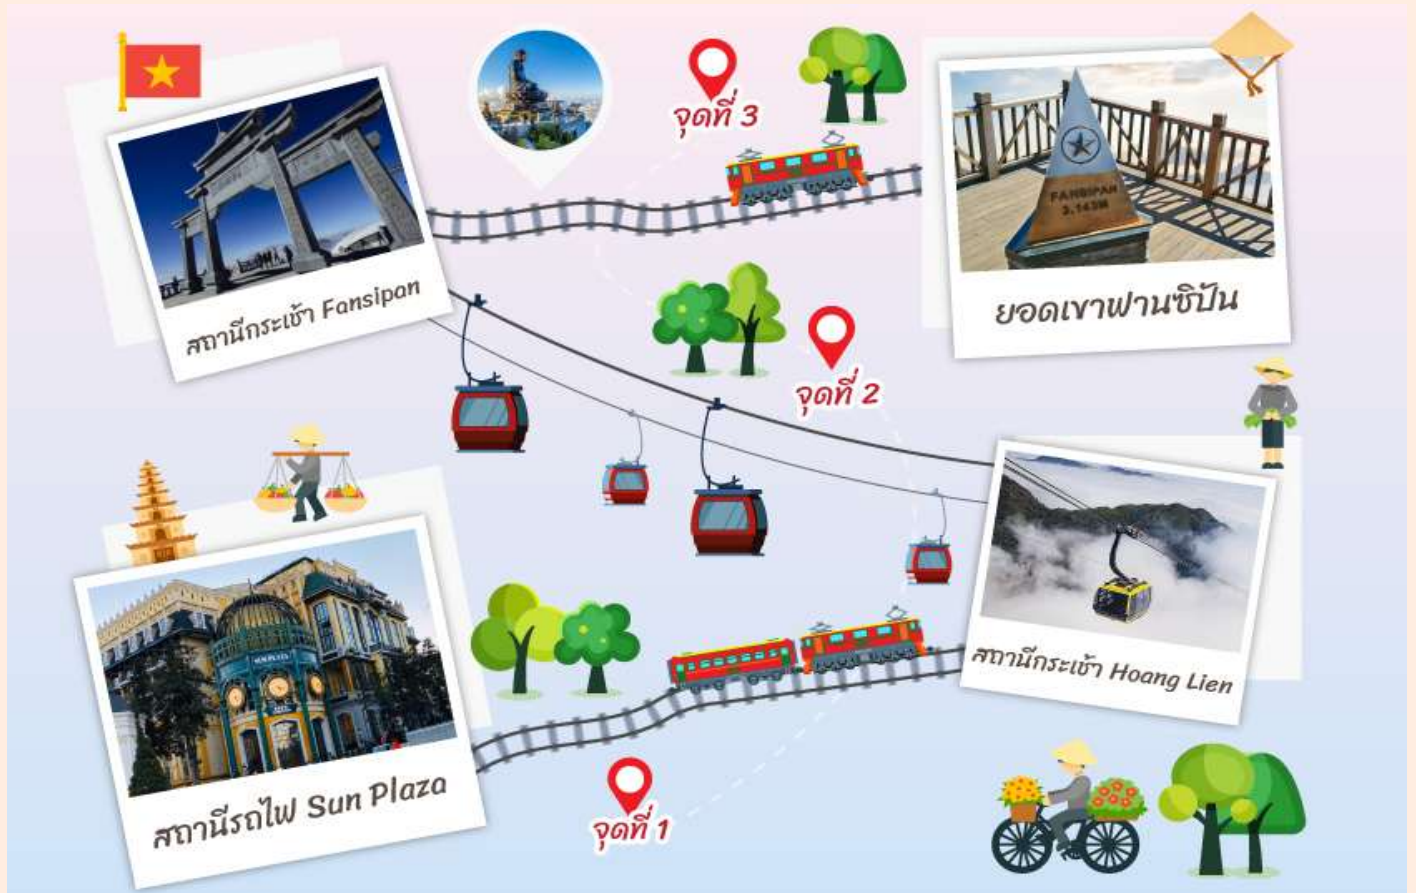 จุดที่ 3
สถานีกระเช้า Fansipan
FANSIPAN
3.143M
ยอดเขาฟานซิปัน
จุดที่ 2
สถานีกระเช้า Hoang Lien
SUN PLAZA
สถานีรถไฟ Sun Plaza
จุดที่ 1